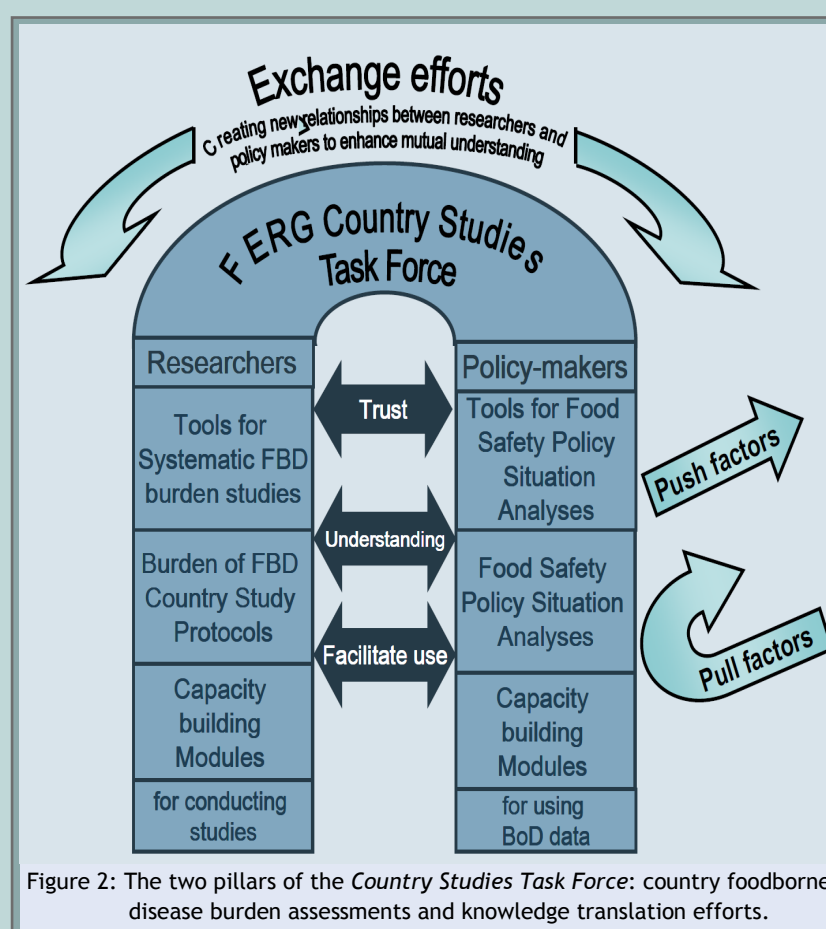 Exchange efforts
Creating new relationships between researchers and
policy makers to enhance mutual understanding
FERG Country Studies
Task Force
Researchers
Tools for
Systematic FBD
burden studies
Burden of FBD
Country Study
Protocols
Capacity
building
Modules
for conducting
studies
Trust
Understanding
Facilitate use
Policy-makers
Tools for Food
Safety Policy
Situation
Analyses
Food Safety
Policy Situation
Analyses
Capacity
building
Modules
for using
BoD data
Push factors
Pull factors
Figure 2: The two pillars of the Country Studies Task Force: country foodborne
disease burden assessments and knowledge translation efforts.